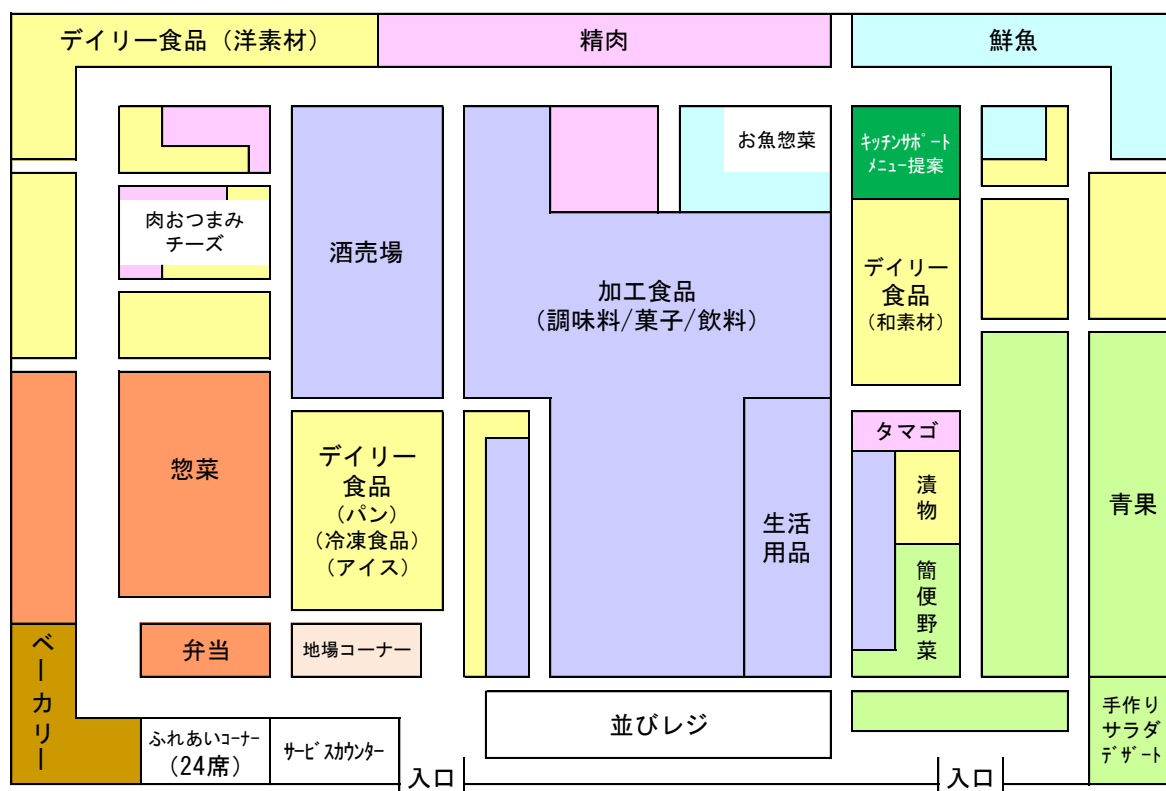 デイリー食品（洋素材）
精肉
鮮魚
お魚惣菜
ｷｯﾁﾝｻﾎﾟｰﾄ
ﾒﾆｭｰ提案
肉おつまみ
チーズ
酒売場
加工食品
（調味料/菓子/飲料）
デイリー
食品
（和素材）
惣菜
デイリー
食品
（パン）
（冷凍食品）
（アイス）
生活
用品
タマゴ
漬物
簡便野菜
青果
弁当
地場コーナー
ベーカリー
ふれあいｺｰﾅｰ
（24席）
ｻｰﾋﾞｽｶｳﾝﾀｰ
並びレジ
手作り
サラダ
ﾃﾞｻﾞｰﾄ
入口
入口